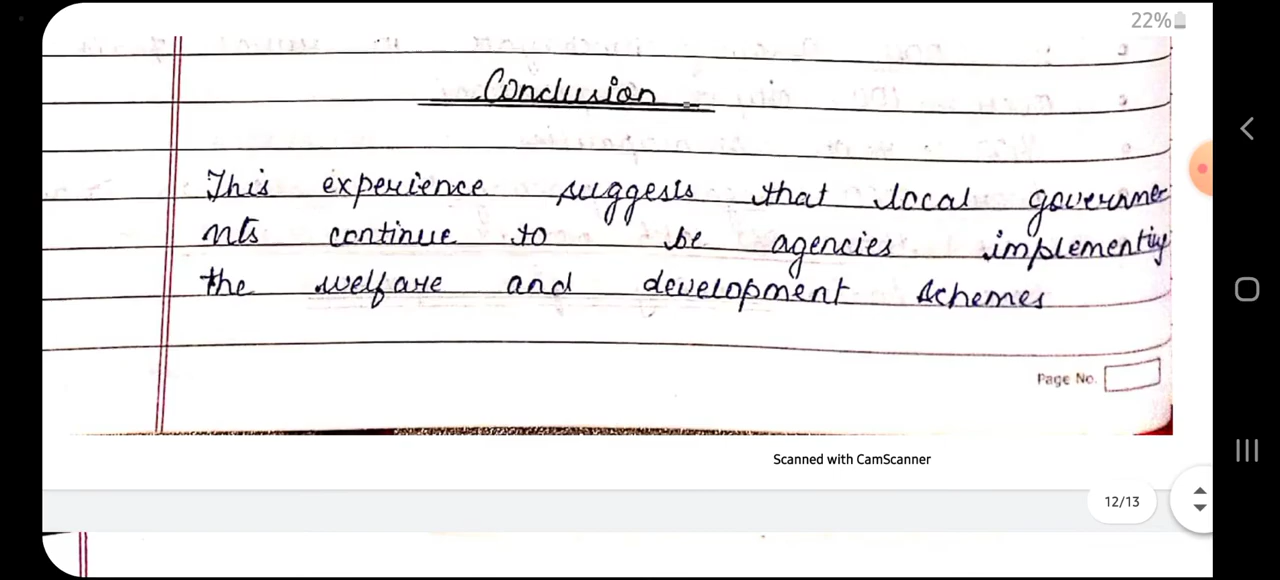 22%
Conclusion
This experience suggests that local governme
nts continue to be agencies implementing
the welfare and development schemes
Page No.
Scanned with CamScanner
12/13